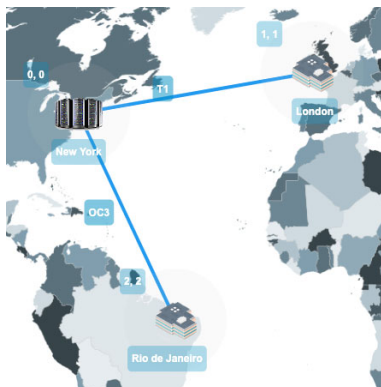 1, 1
0, 0
T1
London
New York
OC3
2, 2
Rio de Janeiro